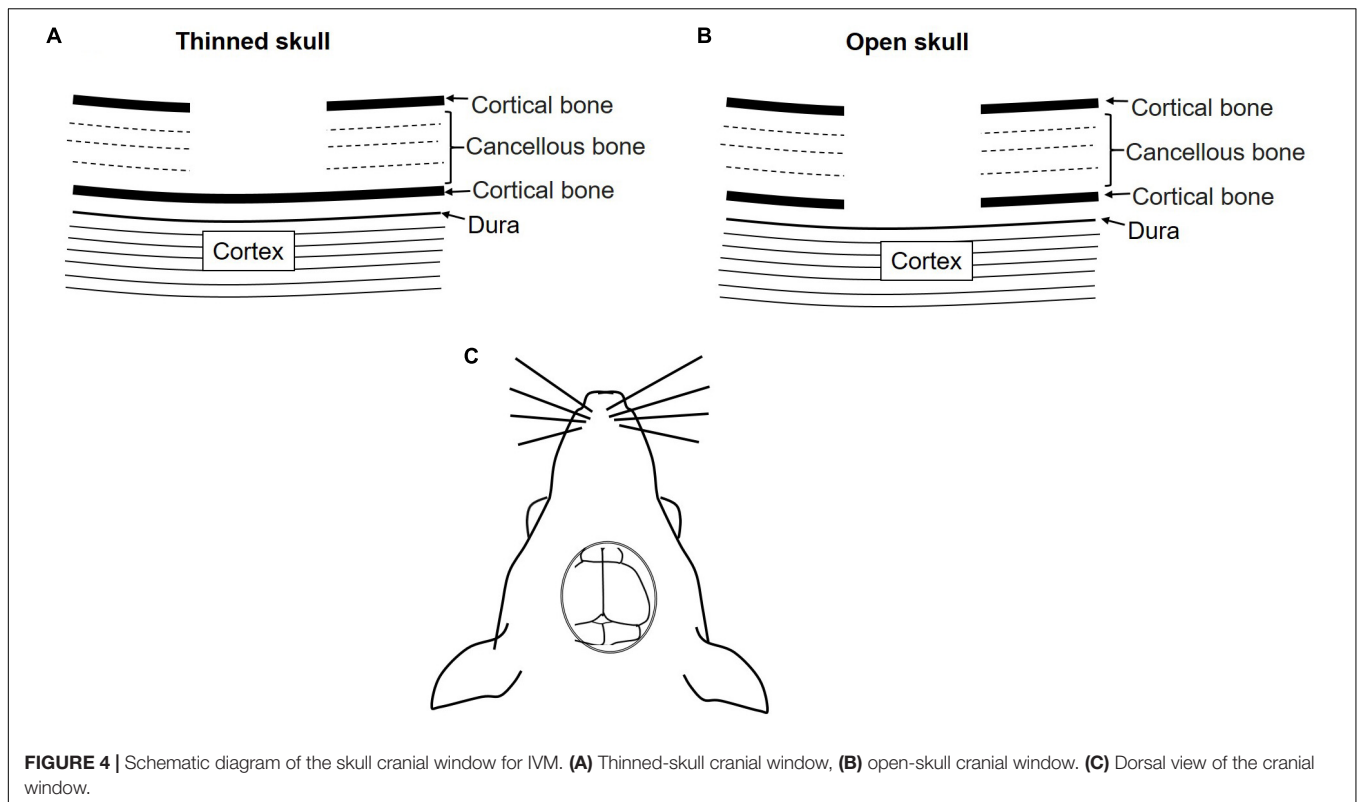 A
Thinned skull
Cortical bone
Cancellous bone
Cortical bone
Dura
Cortex
B
Open skull
Cortical bone
Cancellous bone
Cortical bone
Dura
Cortex
C
FIGURE 4 | Schematic diagram of the skull cranial window for IVM. (A) Thinned-skull cranial window, (B) open-skull cranial window. (C) Dorsal view of the cranial
window.